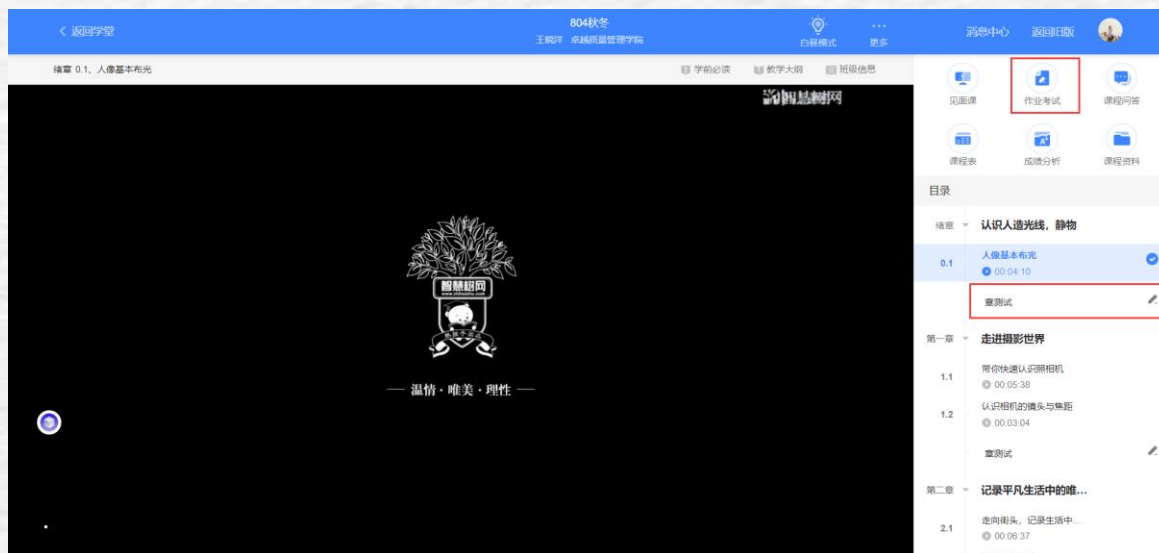 < 返回学堂
804秋冬
王晓洋 卓越质量管理学院
白昼模式
更多
消息中心 返回旧版
绪章 0.1、人像基本布光
学前必读 教学大纲 班级信息
智慧树网
见面课 作业考试 课程问答
课程表 成绩分析 课程资料
目录
绪章 认识人造光线，静物
0.1 人像基本布光
00:04:10
章测试
第一章 走进摄影世界
1.1 带你快速认识照相机
00:05:38
1.2 认识相机的镜头与焦距
00:03:04
章测试
第二章 记录平凡生活中的唯...
2.1 走向街头，记录生活中...
00:06:37
智慧树网
www.zhihuishu.com
— 温情·唯美·理性 —